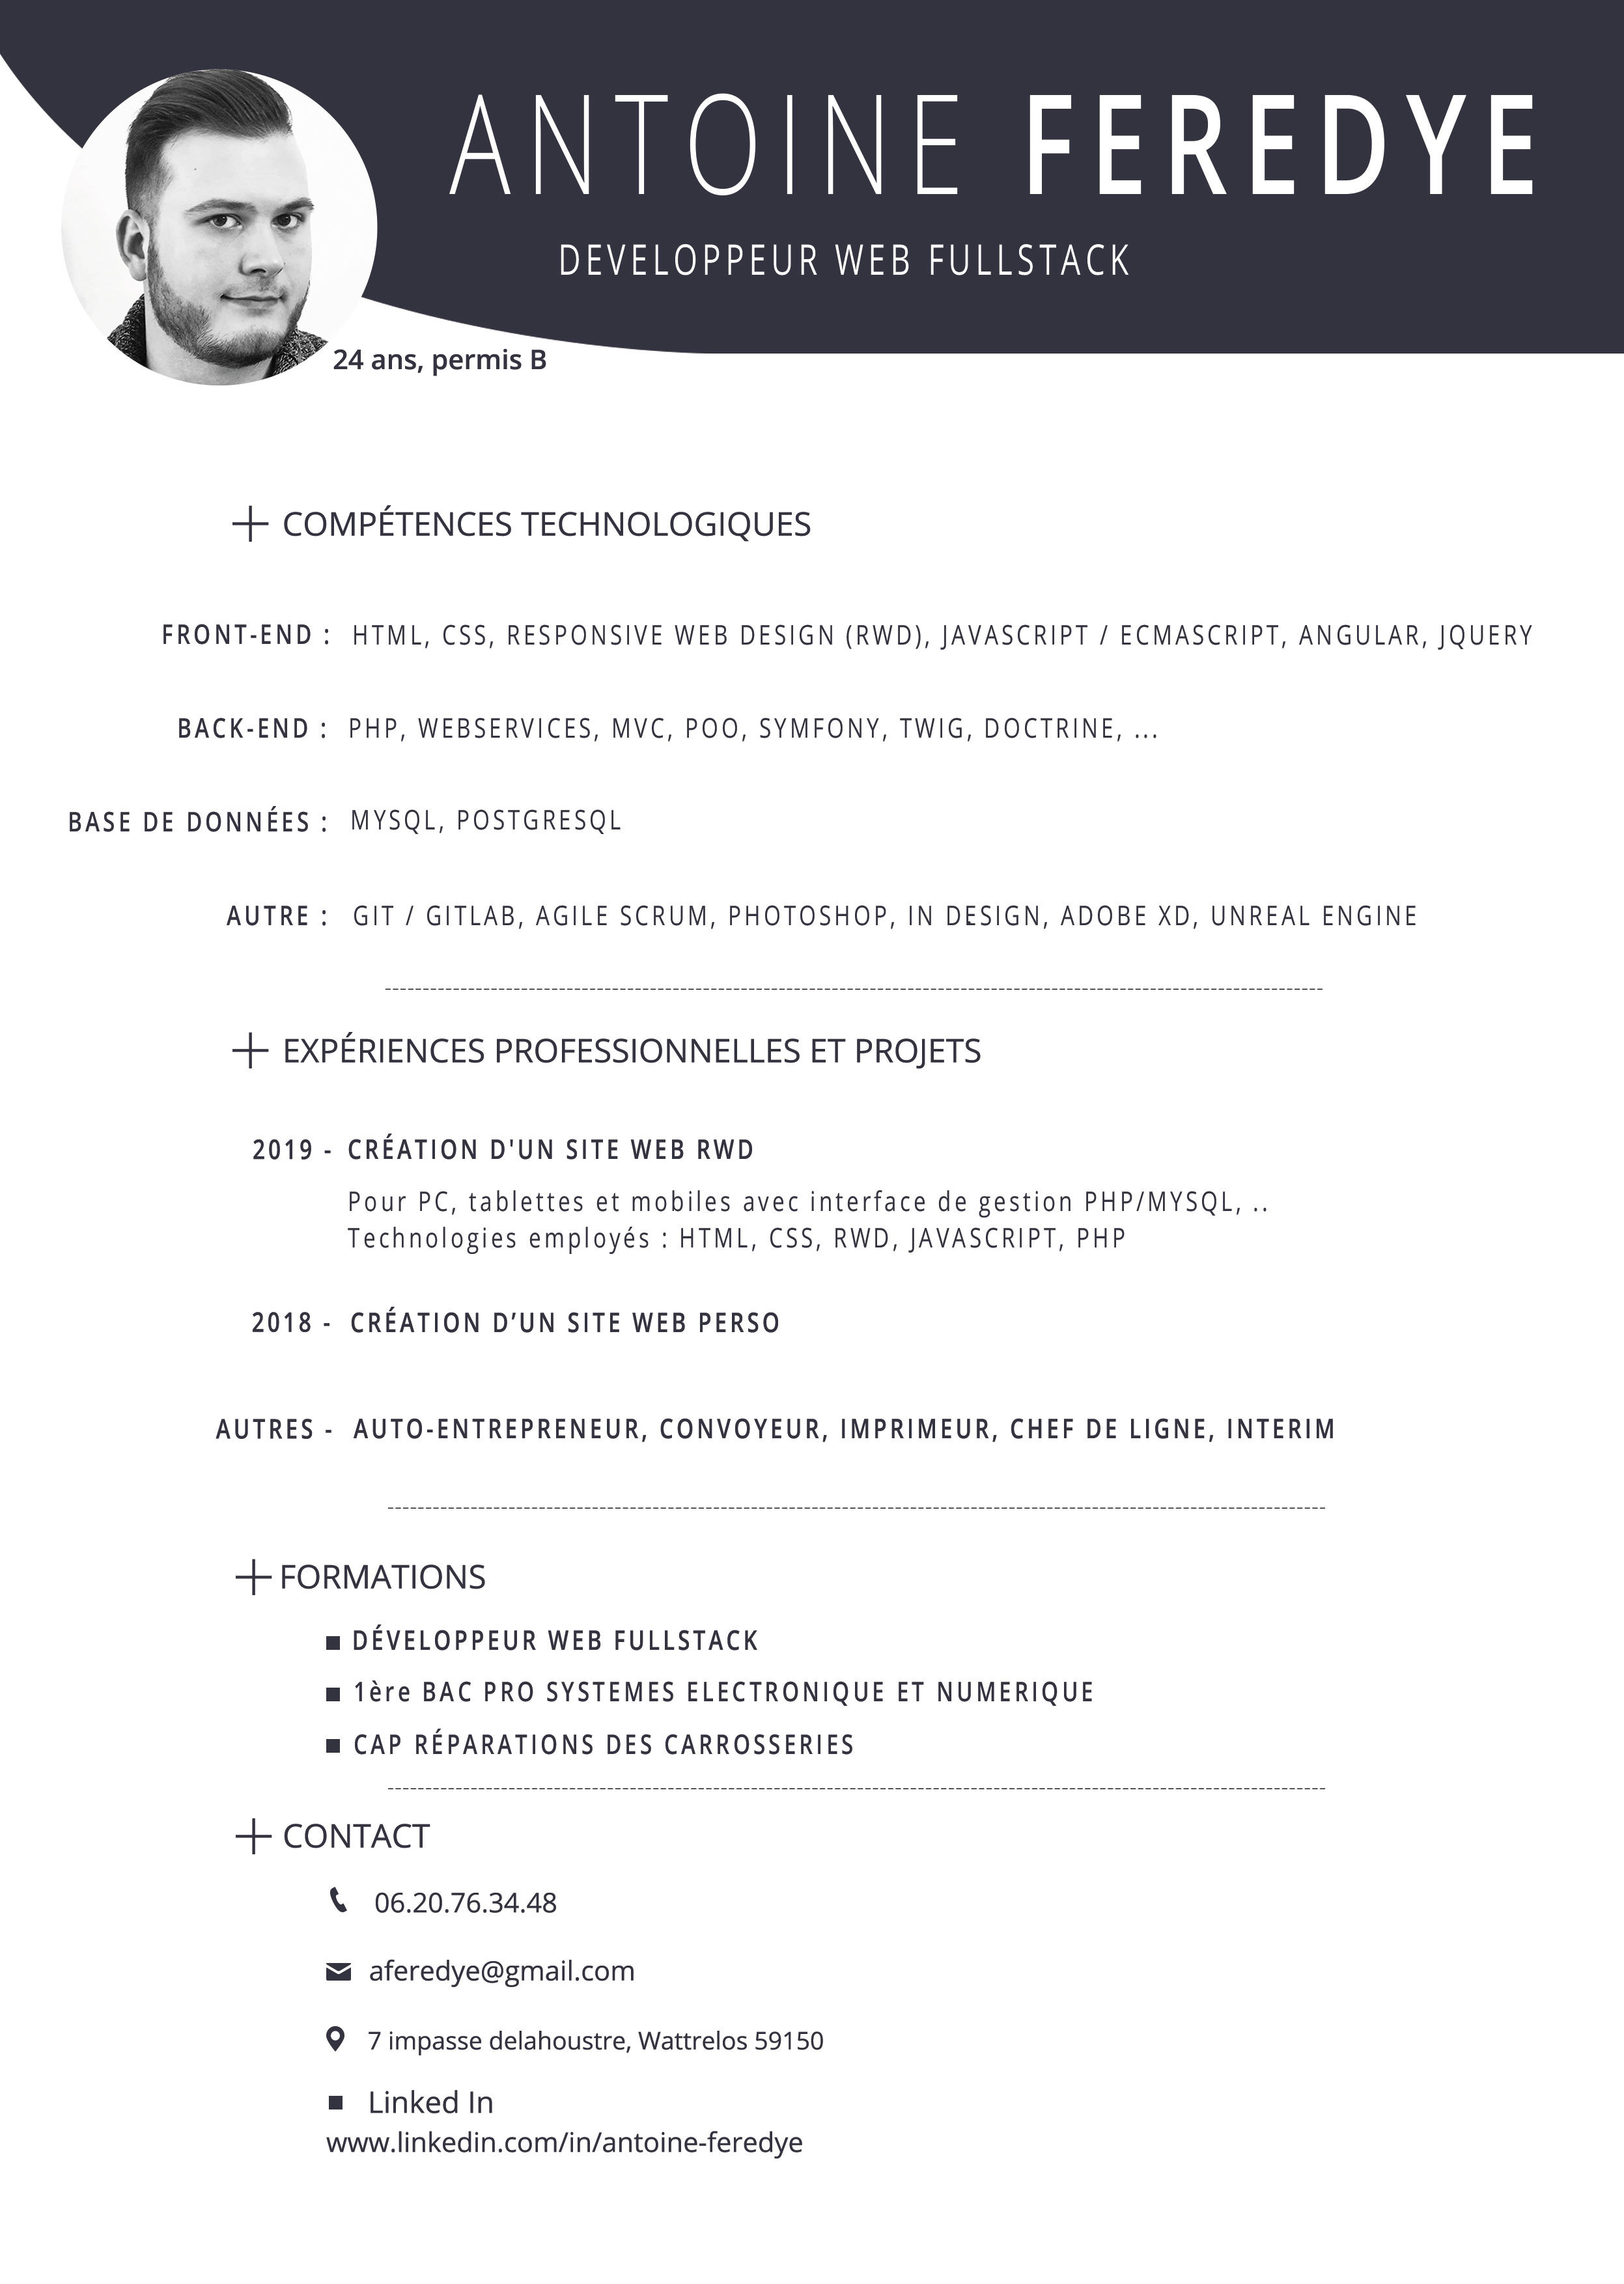 ANTOINE FEREDYE
DEVELOPPEUR WEB FULLSTACK
24 ans, permis B
COMPÉTENCES TECHNOLOGIQUES
FRONT-END : HTML, CSS, RESPONSIVE WEB DESIGN (RWD), JAVASCRIPT / ECMASCRIPT, ANGULAR, JQUERY
BACK-END : PHP, WEBSERVICES, MVC, POO, SYMFONY, TWIG, DOCTRINE, ...
BASE DE DONNÉES : MYSQL, POSTGRESQL
AUTRE : GIT / GITLAB, AGILE SCRUM, PHOTOSHOP, IN DESIGN, ADOBE XD, UNREAL ENGINE
EXPÉRIENCES PROFESSIONNELLES ET PROJETS
2019 - CRÉATION D'UN SITE WEB RWD
Pour PC, tablettes et mobiles avec interface de gestion PHP/MYSQL, ..
Technologies employés : HTML, CSS, RWD, JAVASCRIPT, PHP
2018 - CRÉATION D’UN SITE WEB PERSO
AUTRES - AUTO-ENTREPRENEUR, CONVOYEUR, IMPRIMEUR, CHEF DE LIGNE, INTERIM
FORMATIONS
■ DÉVELOPPEUR WEB FULLSTACK
■ 1ère BAC PRO SYSTEMES ELECTRONIQUE ET NUMERIQUE
■ CAP RÉPARATIONS DES CARROSSERIES
CONTACT
06.20.76.34.48
aferedye@gmail.com
7 impasse delahoustre, Wattrelos 59150
■ Linked In
www.linkedin.com/in/antoine-feredye